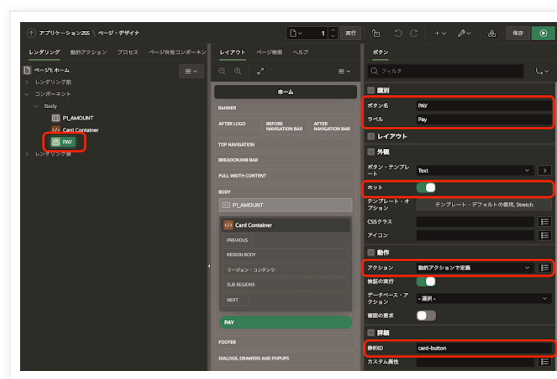 アプリケーション255 \ ページ・デザイナ
1
実行
保存
レンダリング 動的アクション プロセス ページ共有コンポーネン
レイアウト ページ検索 ヘルプ
ボタン
ページ1: ホーム
フィルタ
レンダリング前
コンポーネント
Body
P1_AMOUNT
Card Container
PAY
レンダリング後
ホーム
BANNER
AFTER LOGO
BEFORE NAVIGATION BAR
AFTER NAVIGATION BAR
TOP NAVIGATION
BREADCRUMB BAR
FULL WIDTH CONTENT
BODY
P1_AMOUNT
Card Container
PREVIOUS
REGION BODY
リージョン・コンテンツ
SUB REGIONS
NEXT
PAY
FOOTER
DIALOGS, DRAWERS AND POPUPS
識別
ボタン名 PAY
ラベル Pay
レイアウト
外観
ボタン・テンプレート Text
ホット
テンプレート・オプション テンプレート・デフォルトの使用, Stretch
CSSクラス
アイコン
動作
アクション 動的アクションで定義
検証の実行
データベース・アクション - 選択 -
確認の要求
詳細
静的ID card-button
カスタム属性